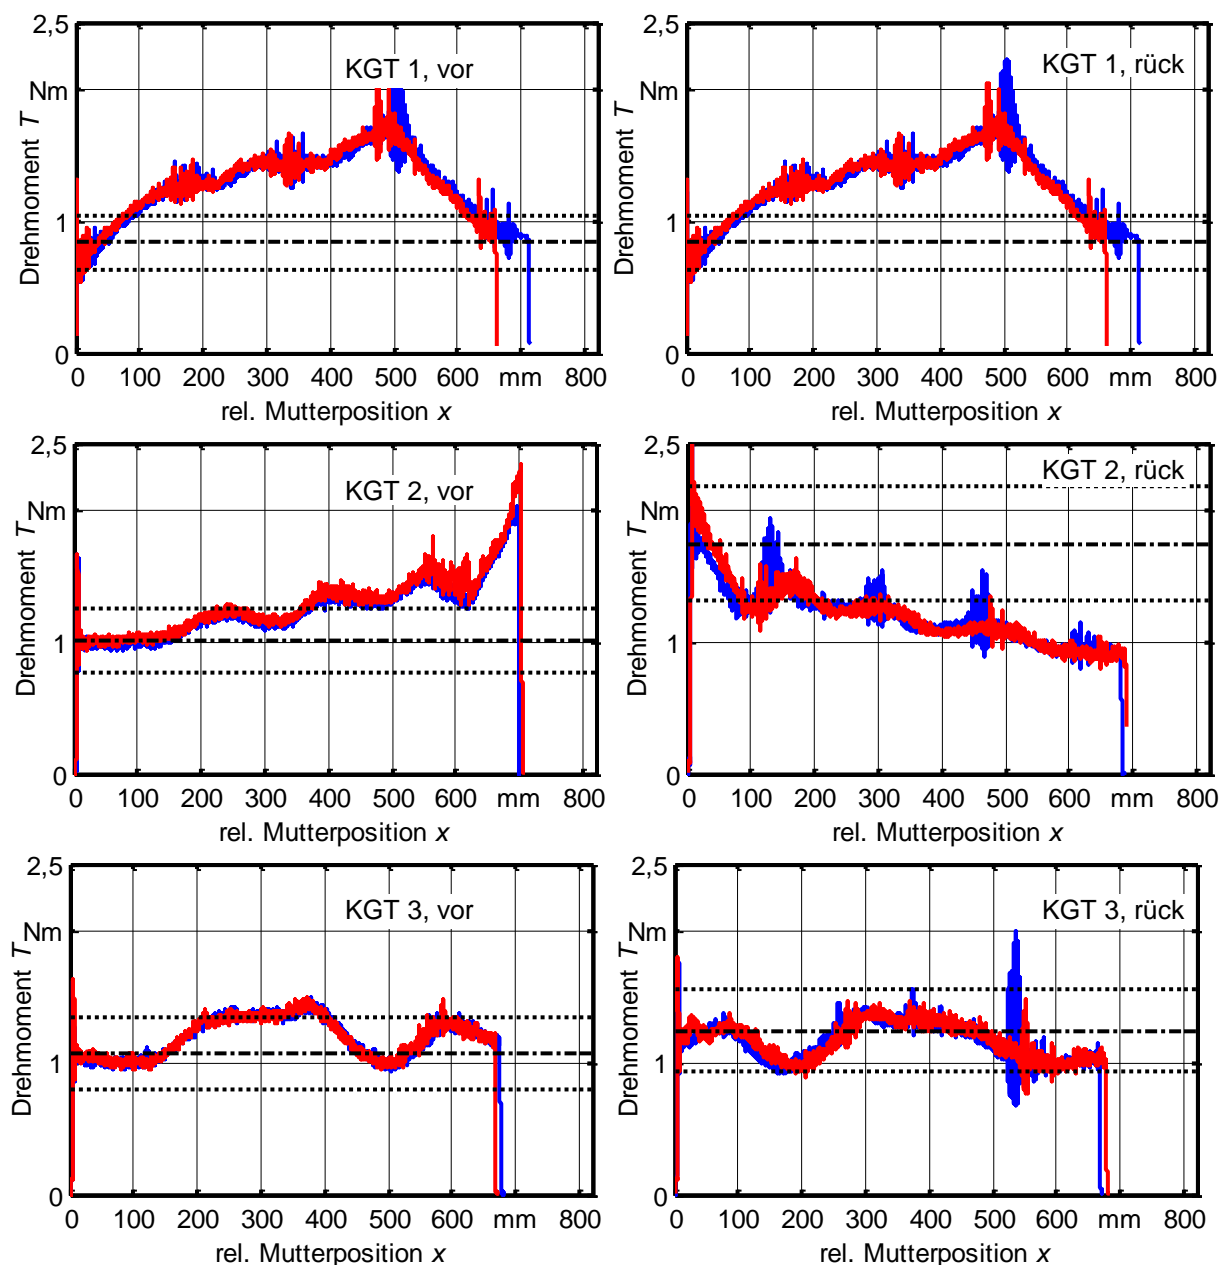 2,5
KGT 1, vor
Nm
Drehmoment T
1
0
0 100 200 300 400 500 600 mm 800
rel. Mutterposition x
2,5
KGT 1, rück
Nm
Drehmoment T
1
0
0 100 200 300 400 500 600 mm 800
rel. Mutterposition x
2,5
KGT 2, vor
Nm
Drehmoment T
1
0
0 100 200 300 400 500 600 mm 800
rel. Mutterposition x
2,5
KGT 2, rück
Nm
Drehmoment T
1
0
0 100 200 300 400 500 600 mm 800
rel. Mutterposition x
2,5
KGT 3, vor
Nm
Drehmoment T
1
0
0 100 200 300 400 500 600 mm 800
rel. Mutterposition x
2,5
KGT 3, rück
Nm
Drehmoment T
1
0
0 100 200 300 400 500 600 mm 800
rel. Mutterposition x